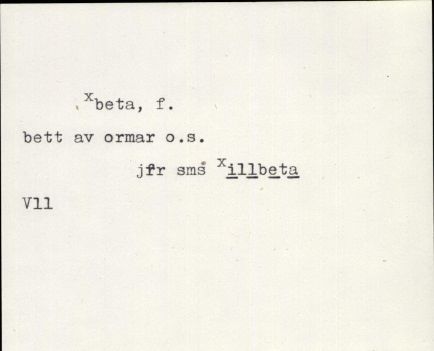 xbeta, f.
bett av ormar o.s.
jfr sms xillbeta
Vll